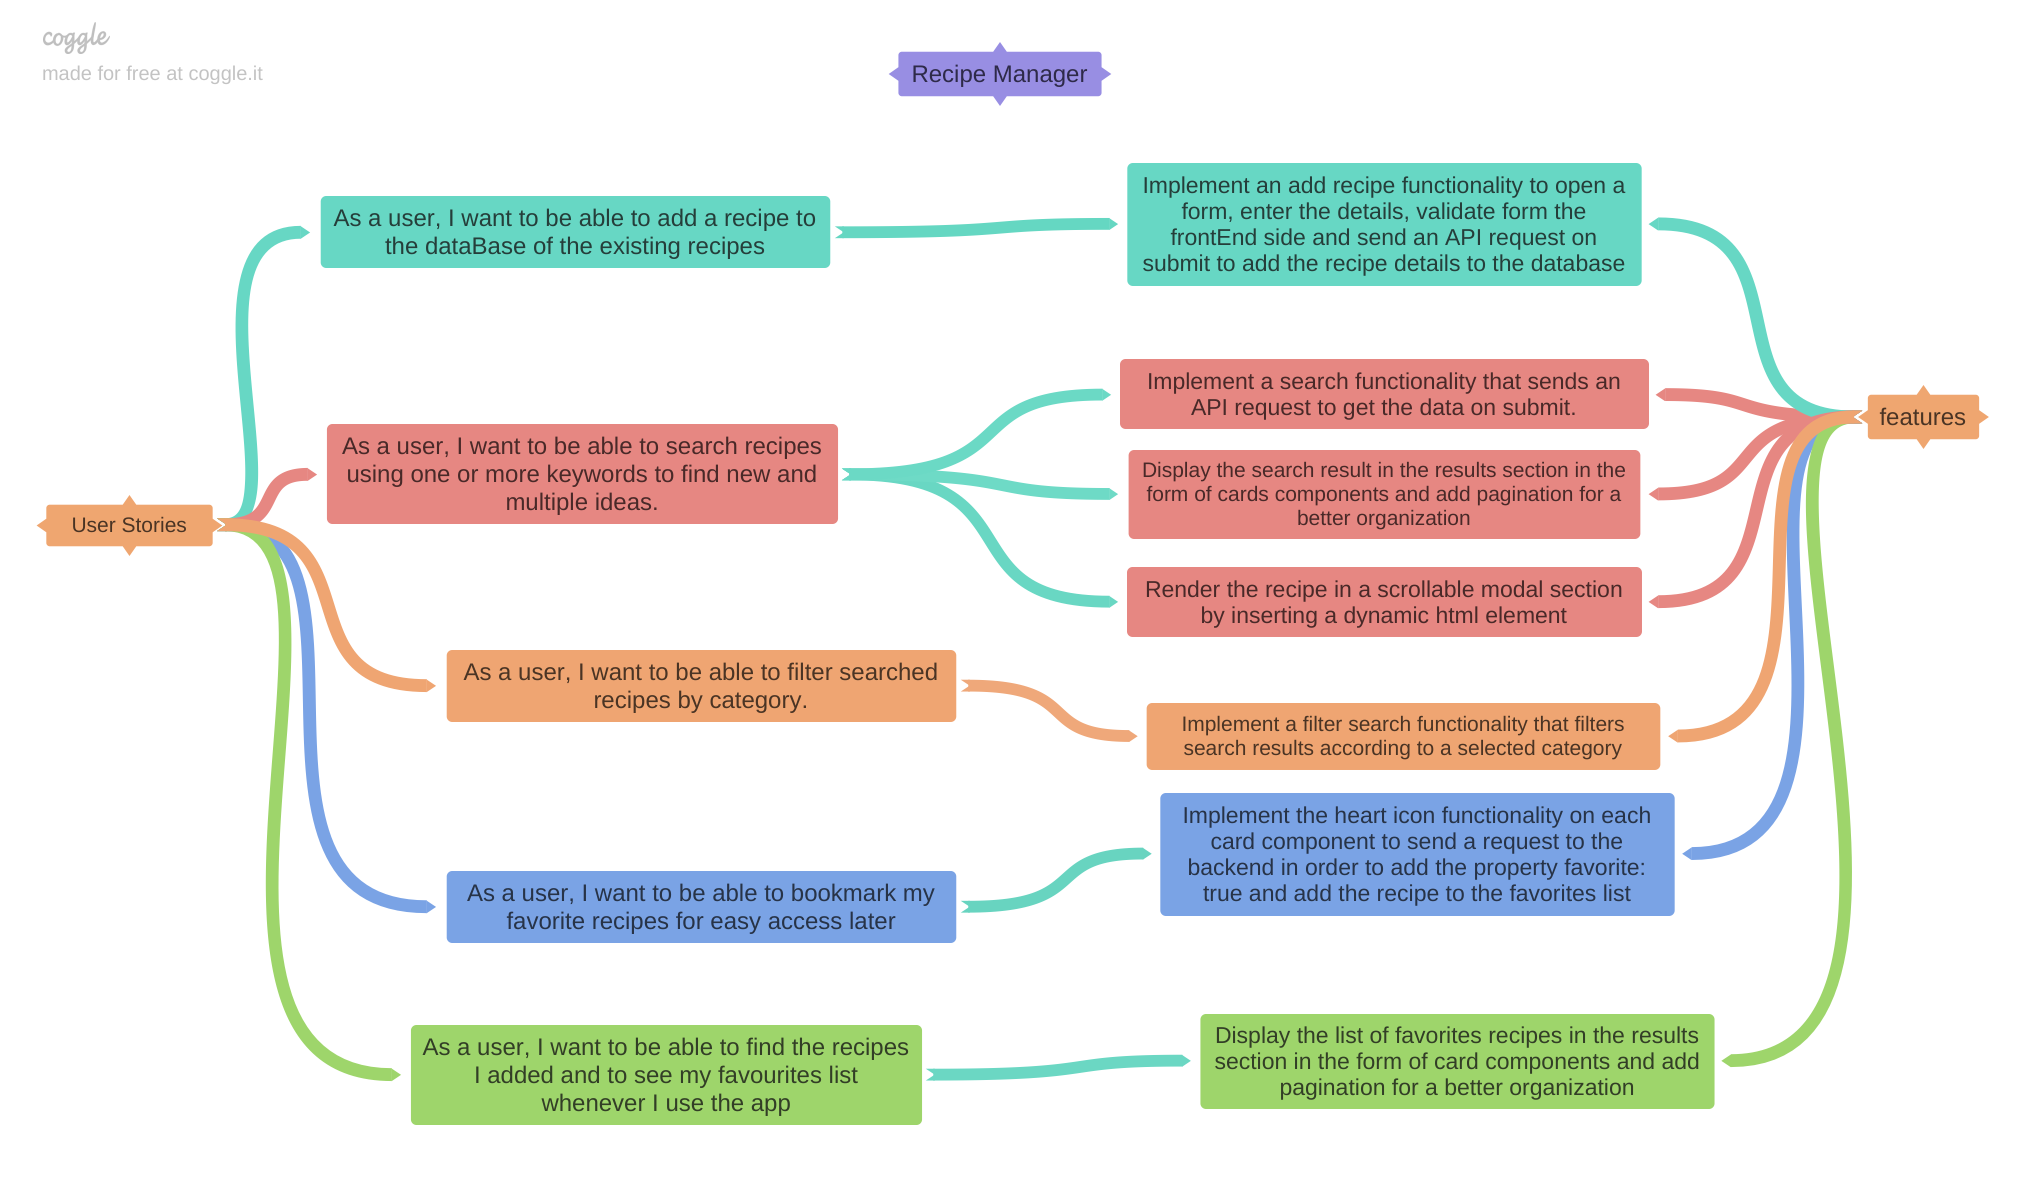 coggle
made for free at coggle.it
Recipe Manager
As a user, I want to be able to add a recipe to
the dataBase of the existing recipes
Implement an add recipe functionality to open a
form, enter the details, validate form the
frontEnd side and send an API request on
submit to add the recipe details to the database
As a user, I want to be able to search recipes
using one or more keywords to find new and
multiple ideas.
Implement a search functionality that sends an
API request to get the data on submit.
Display the search result in the results section in the
form of cards components and add pagination for a
better organization
Render the recipe in a scrollable modal section
by inserting a dynamic html element
features
User Stories
As a user, I want to be able to filter searched
recipes by category.
Implement a filter search functionality that filters
search results according to a selected category
As a user, I want to be able to bookmark my
favorite recipes for easy access later
Implement the heart icon functionality on each
card component to send a request to the
backend in order to add the property favorite:
true and add the recipe to the favorites list
As a user, I want to be able to find the recipes
I added and to see my favourites list
whenever I use the app
Display the list of favorites recipes in the results
section in the form of card components and add
pagination for a better organization